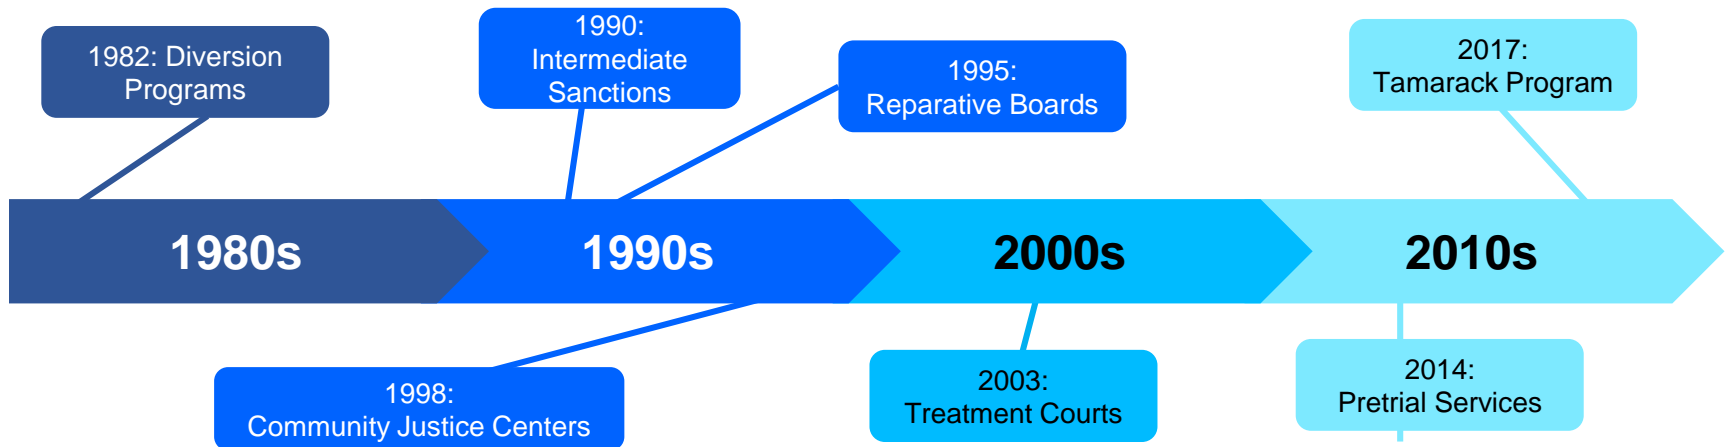 1982: Diversion
Programs
1990:
Intermediate
Sanctions
1995:
Reparative Boards
2017:
Tamarack Program
1980s
1990s
2000s
2010s
1998:
Community Justice Centers
2003:
Treatment Courts
2014:
Pretrial Services